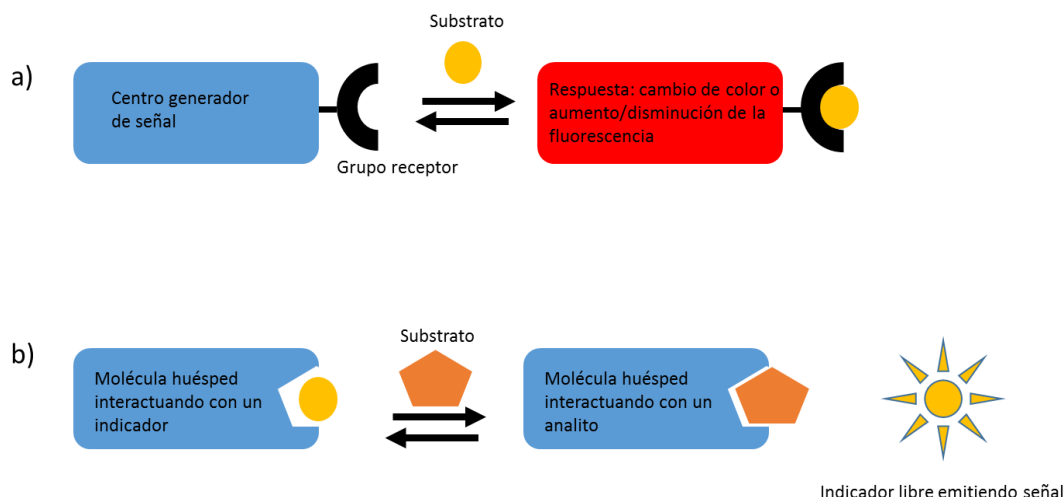 a)
Substrato
Centro generador
de señal
Grupo receptor
Respuesta: cambio de color o
aumento/disminución de la
fluorescencia
b)
Substrato
Molécula huésped
interactuando con un
indicador
Molécula huésped
interactuando con un
analito
Indicador libre emitiendo señal